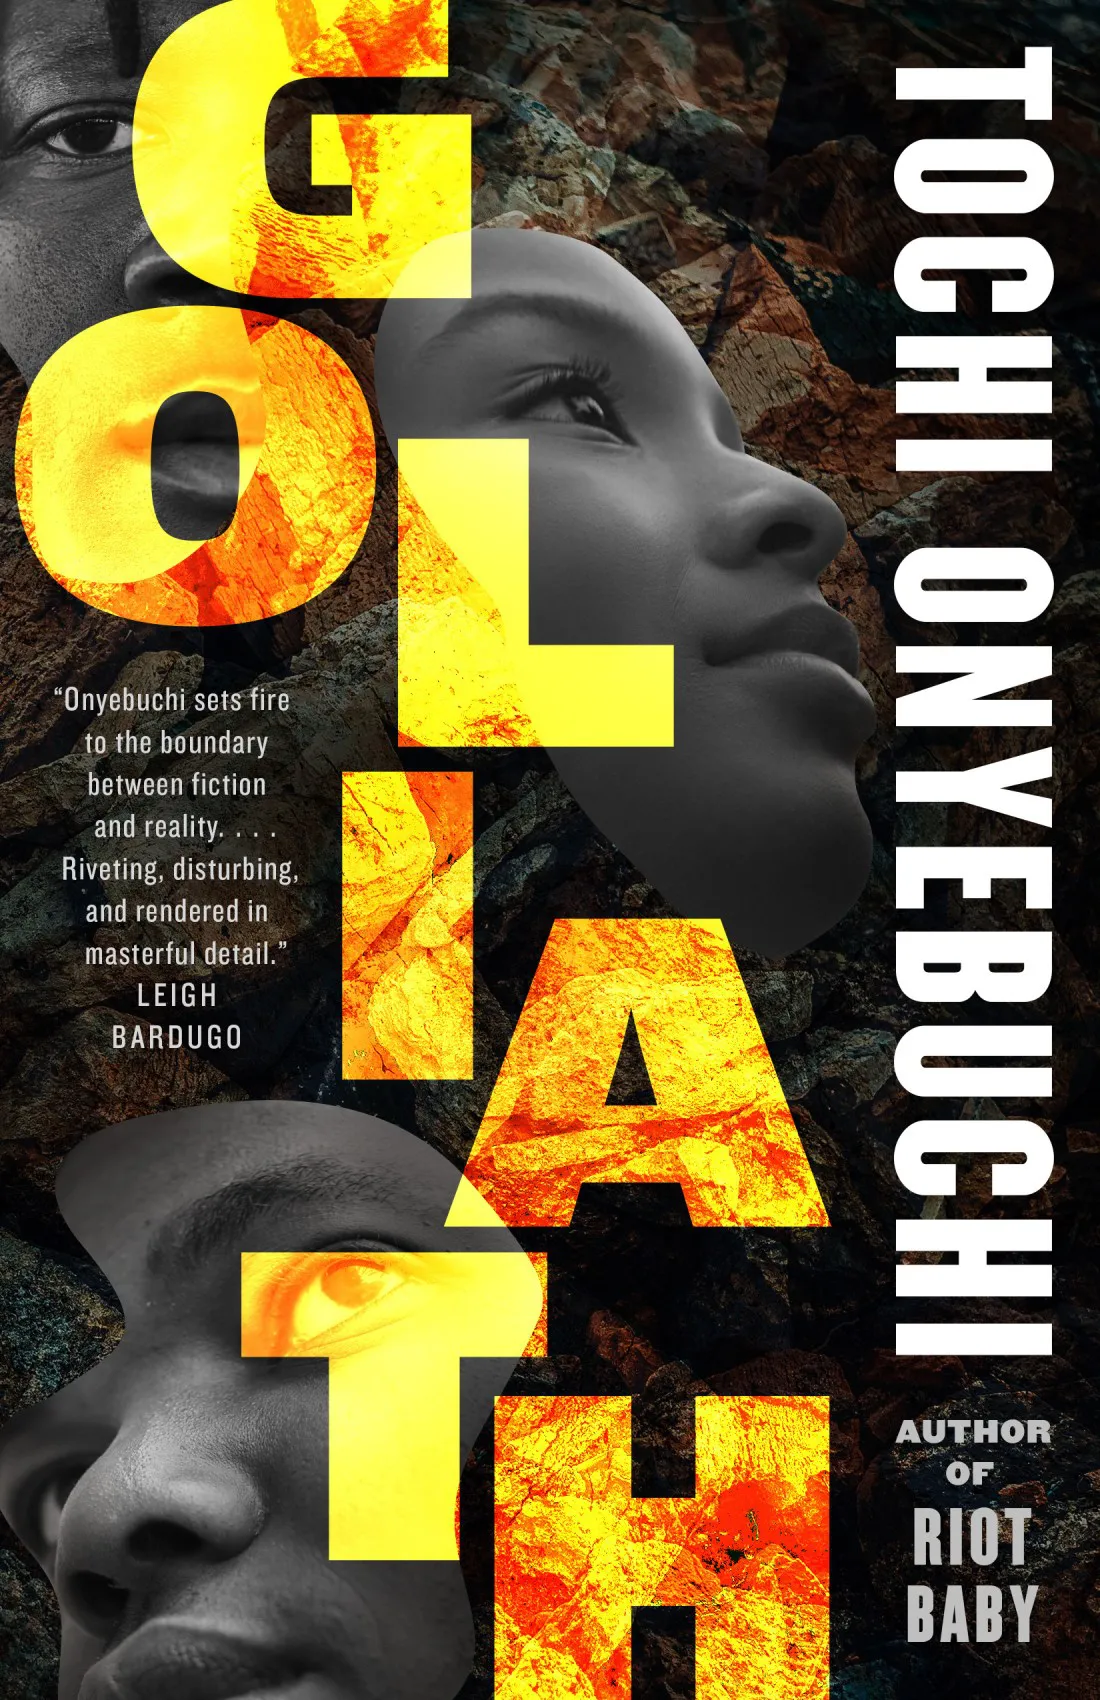 GOLIATH
TOCHI ONYEBUCHI
“Onyebuchi sets fire
to the boundary
between fiction
and reality. . . .
Riveting, disturbing,
and rendered in
masterful detail.”
LEIGH
BARDUGO
AUTHOR
OF
RIOT
BABY